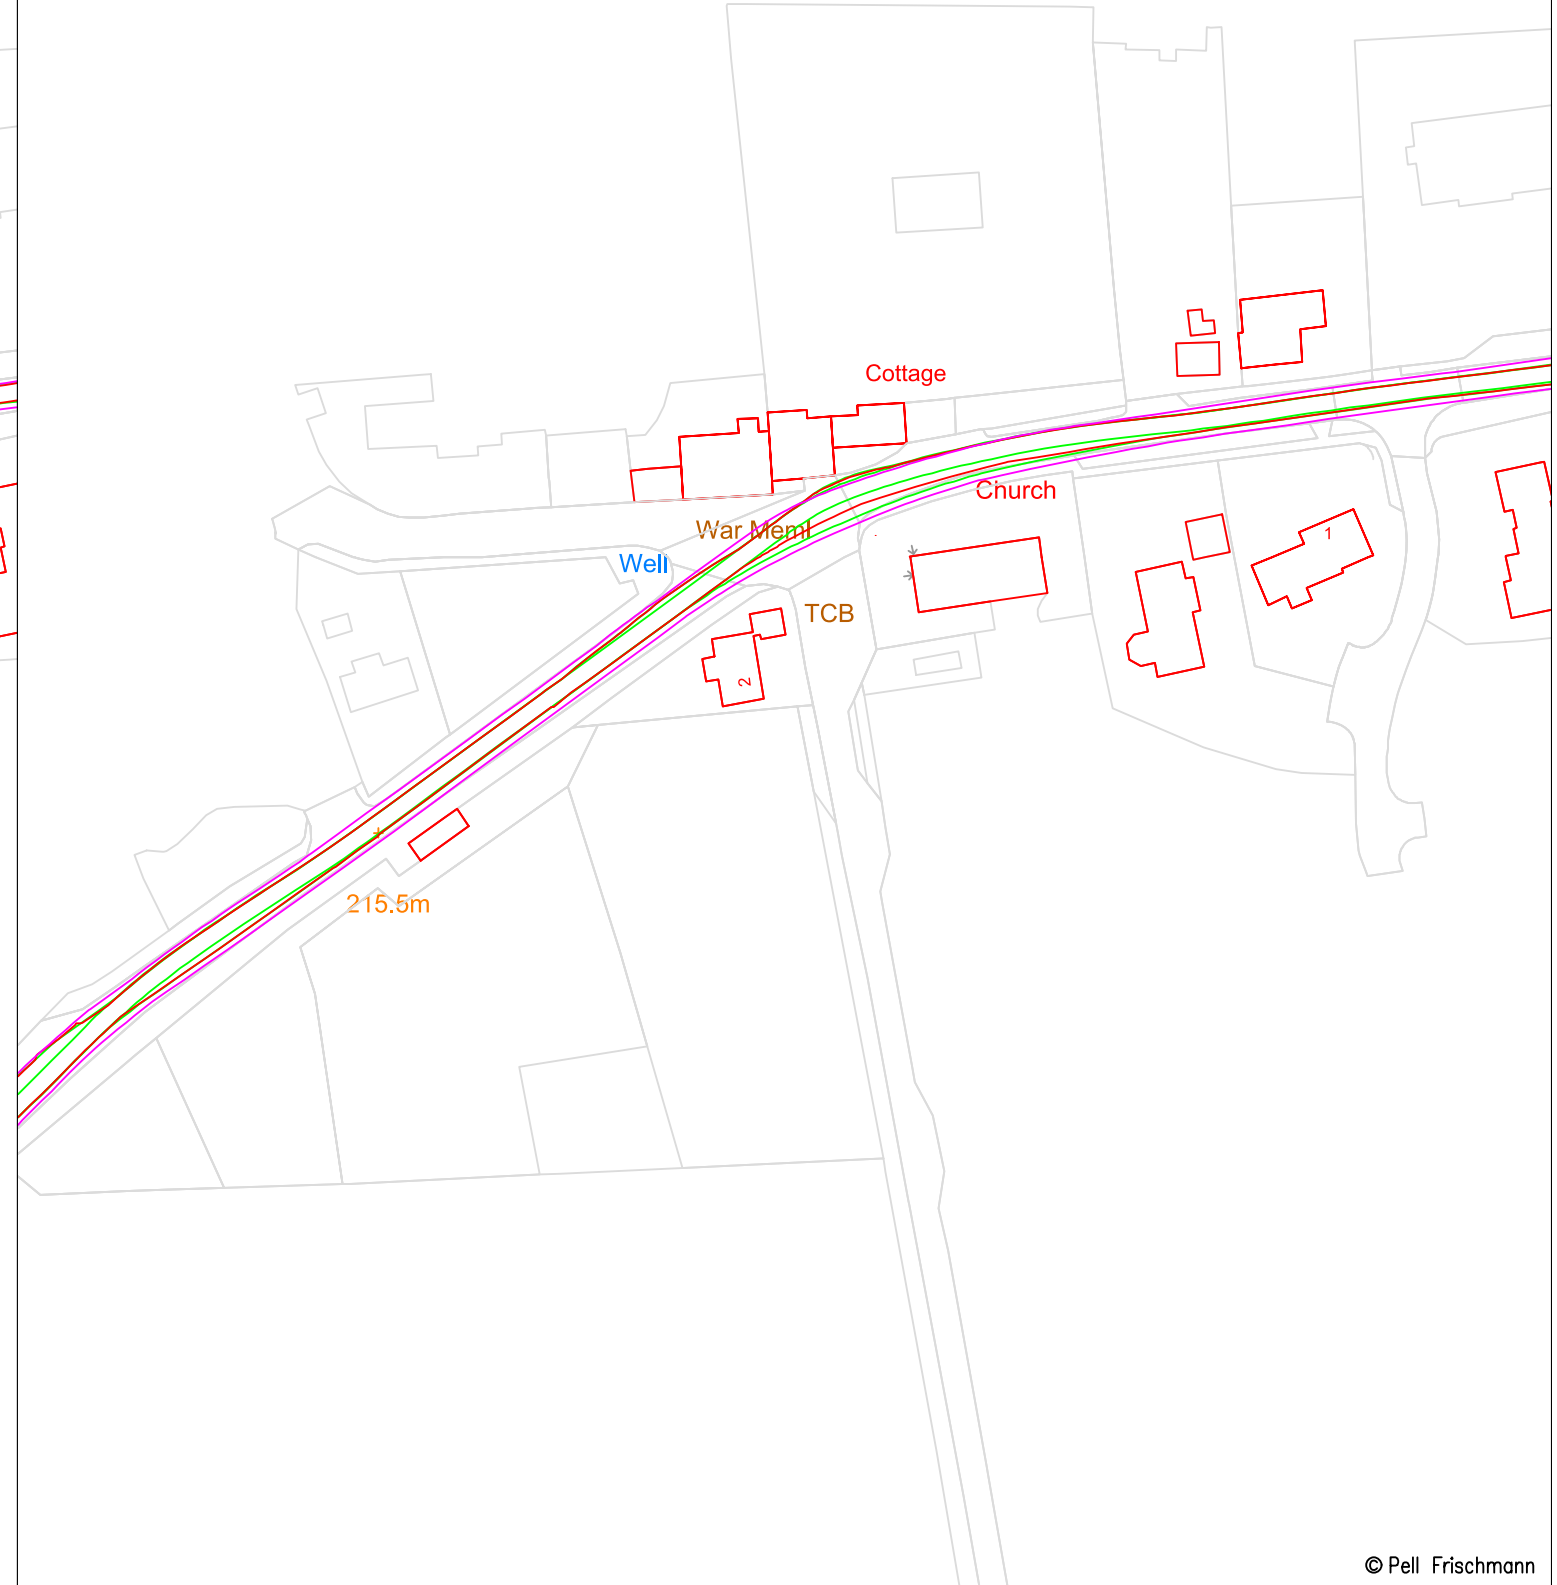 Cottage
Church
War Meml
1
Well
TCB
2
215.5m
© Pell Frischmann